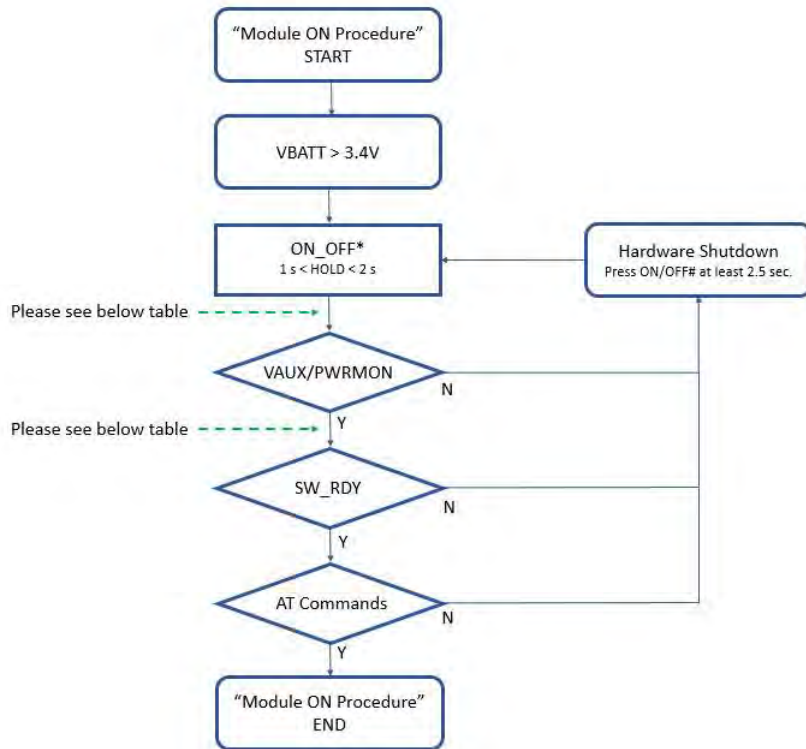 “Module ON Procedure”
START
VBATT > 3.4V
ON_OFF*
1 s < HOLD < 2 s
Hardware Shutdown
Press ON/OFF# at least 2.5 sec.
Please see below table
VAUX/PWRMON
N
Y
Please see below table
SW_RDY
N
Y
AT Commands
N
Y
“Module ON Procedure”
END